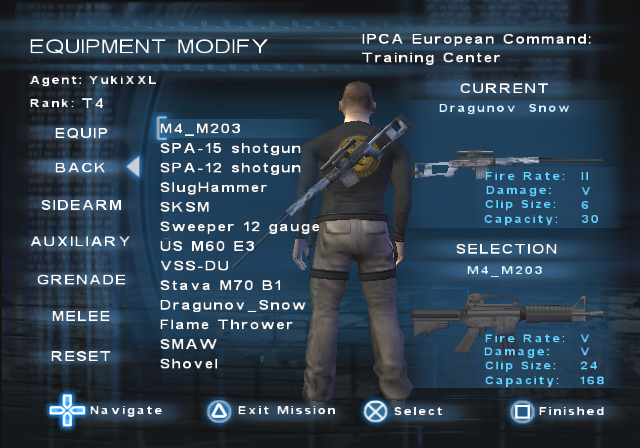 EQUIPMENT MODIFY
IPCA European Command:
Training Center
Agent: YukiXXL
Rank: T4
EQUIP
BACK
SIDEARM
AUXILIARY
GRENADE
MELEE
RESET
M4_M203
SPA-15 shotgun
SPA-12 shotgun
SlugHammer
SKSM
Sweeper 12 gauge
US M60 E3
VSS-DU
Stava M70 B1
Dragunov_Snow
Flame Thrower
SMAW
Shovel
CURRENT
Dragunov Snow
Fire Rate: II
Damage: V
Clip Size: 6
Capacity: 30
SELECTION
M4_M203
Fire Rate: V
Damage: V
Clip Size: 24
Capacity: 168
Navigate
Exit Mission
Select
Finished